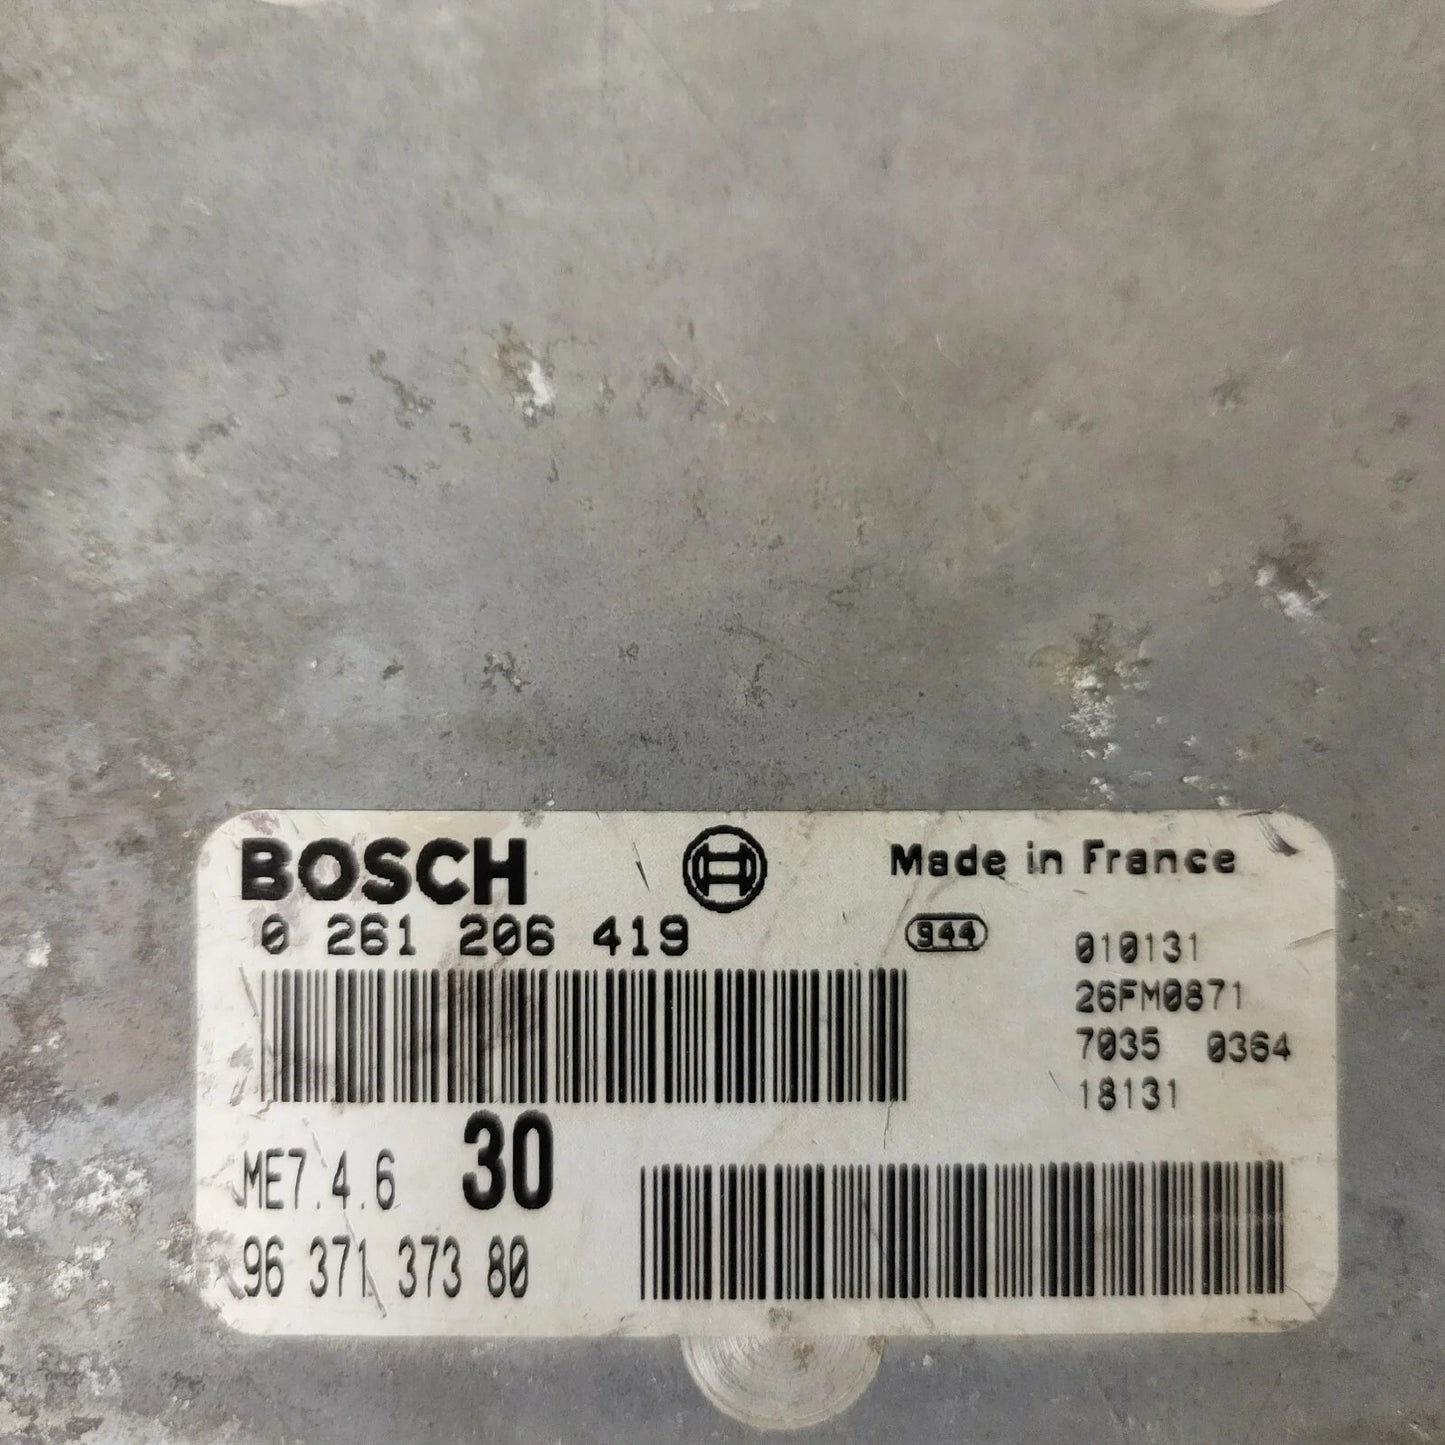 BOSCH
Made in France
0 261 206 419
944
010131
26FM0871
7035 0364
18131
ME7.4.6 30
96 371 373 80